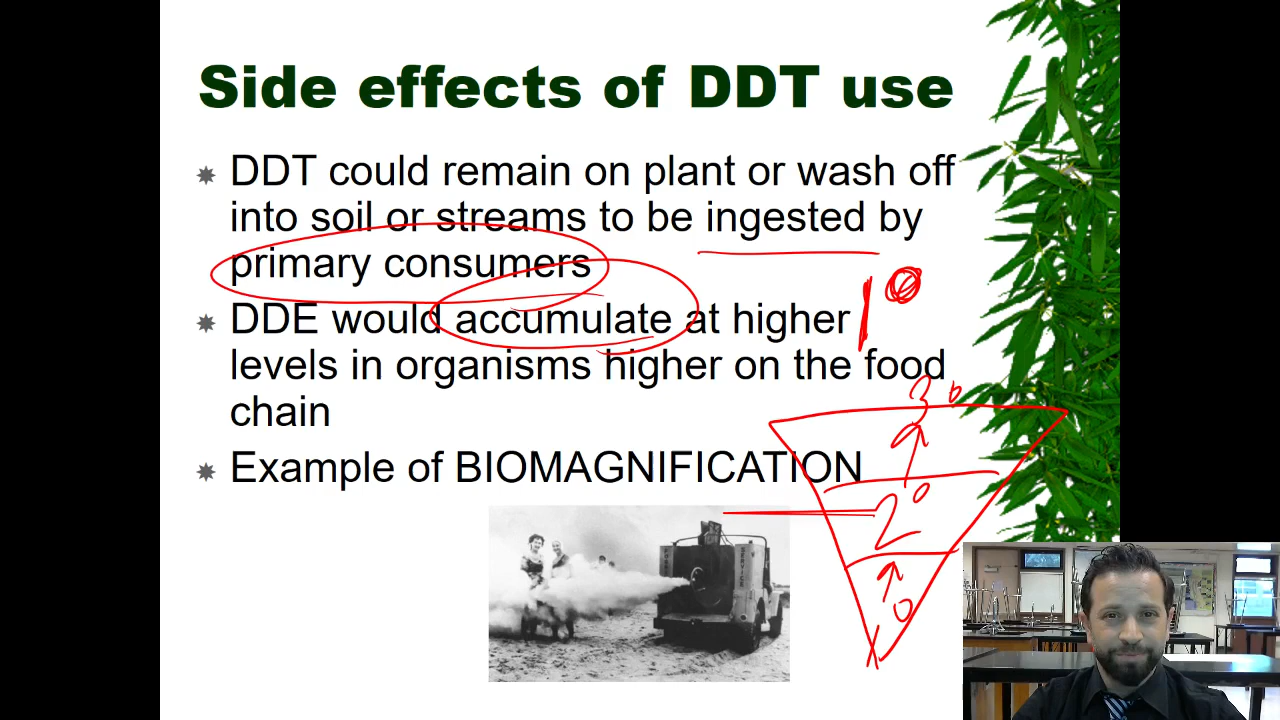 Side effects of DDT use
DDT could remain on plant or wash off
into soil or streams to be ingested by
primary consumers
DDE would accumulate at higher
levels in organisms higher on the food
chain
Example of BIOMAGNIFICATION
1°
3°
2°
1°
SERVICE